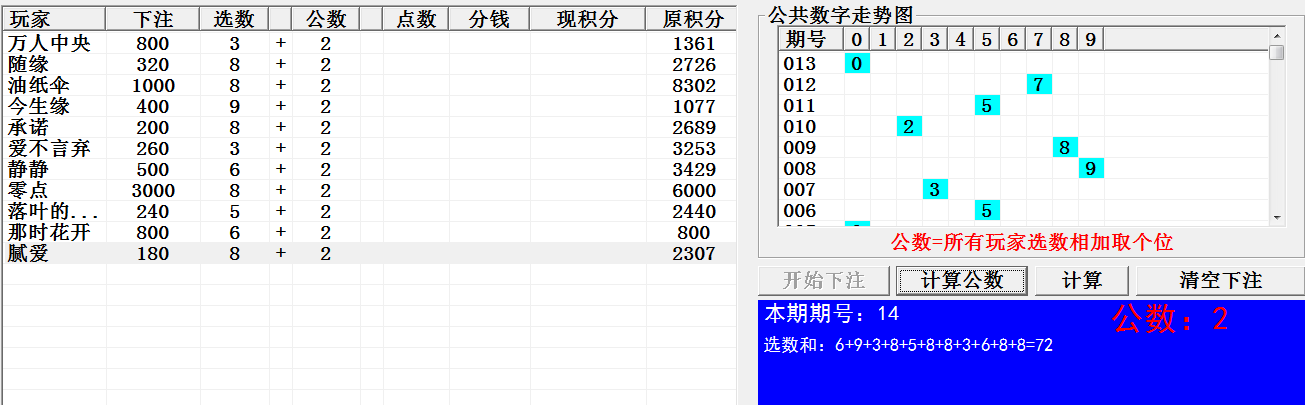 玩家 下注 选数 公数 点数 分钱 现积分 原积分
万人中央 800 3 + 2 1361
随缘 320 8 + 2 2726
油纸伞 1000 8 + 2 8302
今生缘 400 9 + 2 1077
承诺 200 8 + 2 2689
爱不言弃 260 3 + 2 3253
静静 500 6 + 2 3429
零点 3000 8 + 2 6000
落叶的... 240 5 + 2 2440
那时花开 800 6 + 2 800
腻爱 180 8 + 2 2307
公共数字走势图
期号 0 1 2 3 4 5 6 7 8 9
013 0
012 7
011 5
010 2
009 8
008 9
007 3
006 5
公数=所有玩家选数相加取个位
开始下注 计算公数 计算 清空下注
本期期号：14 公数：2
选数和：6+9+3+8+5+8+8+3+6+8+8=72